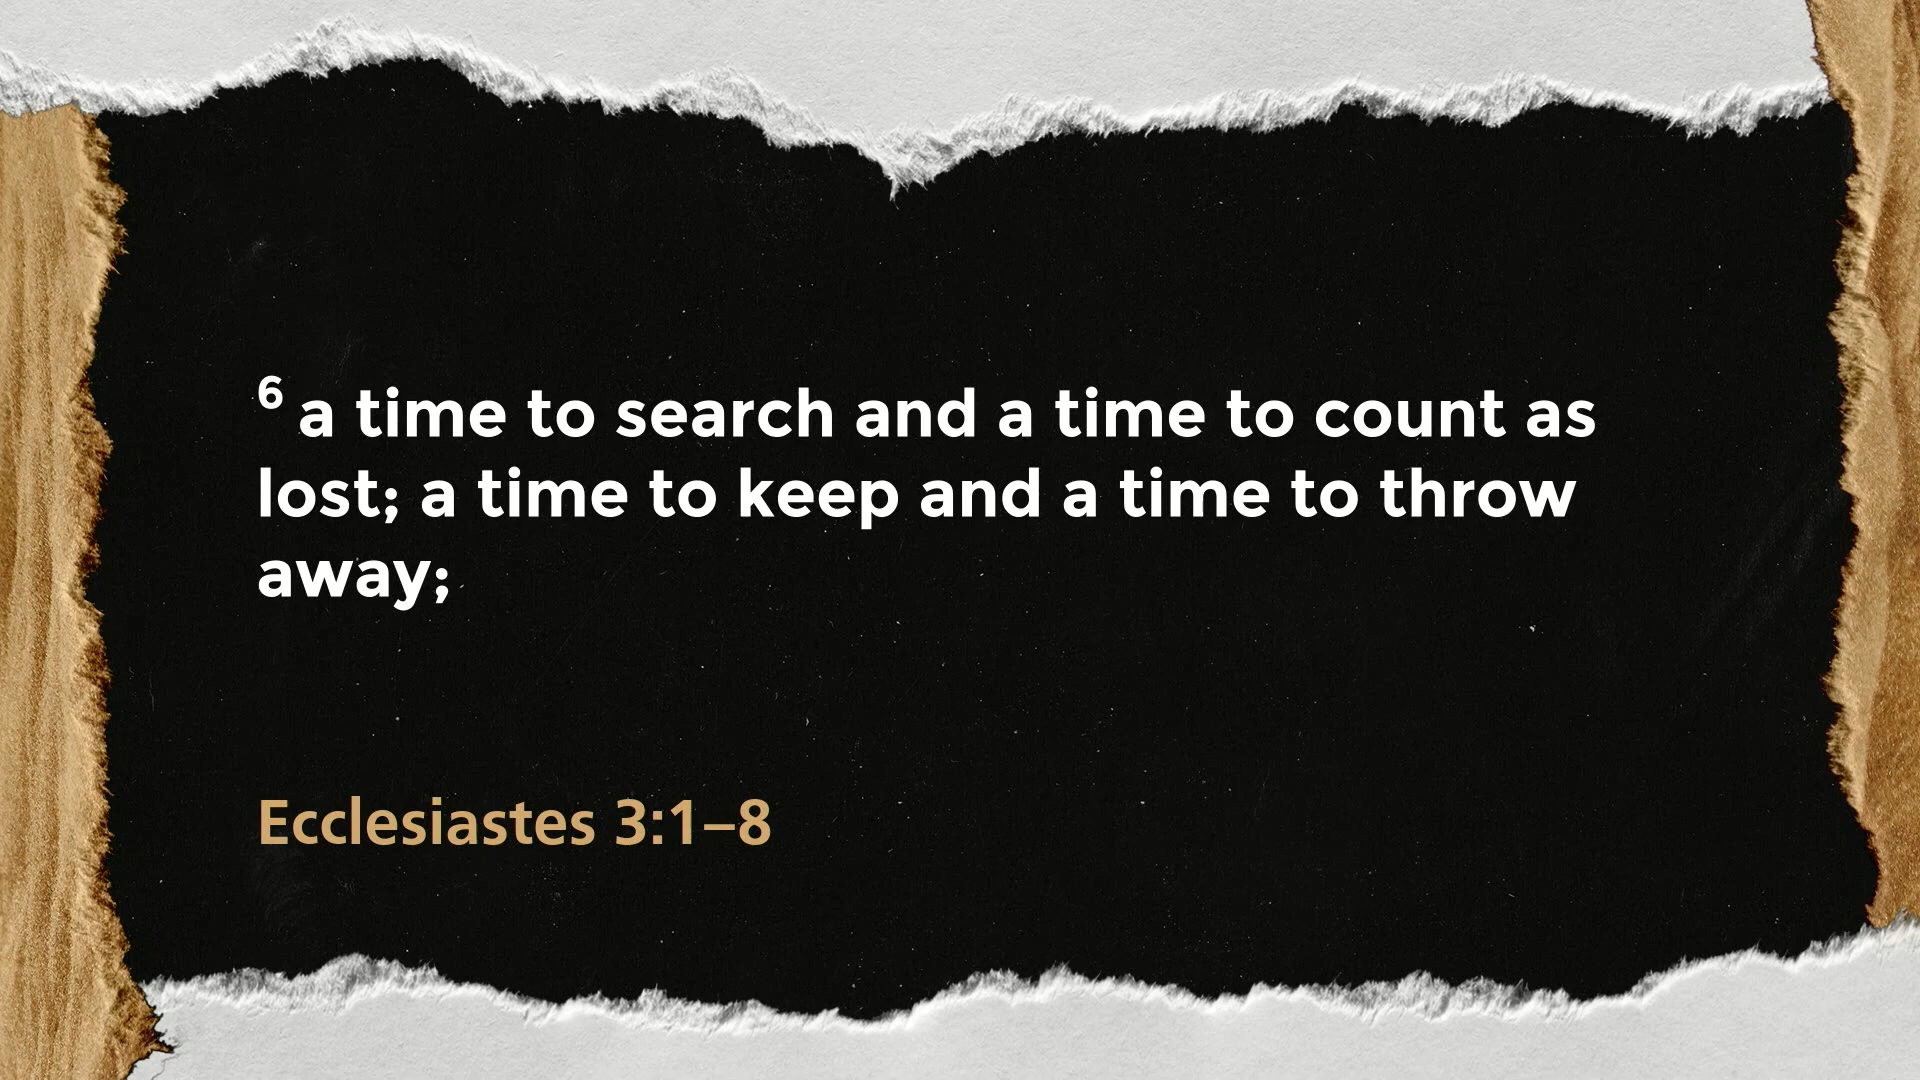 6 a time to search and a time to count as
lost; a time to keep and a time to throw
away;
Ecclesiastes 3:1–8